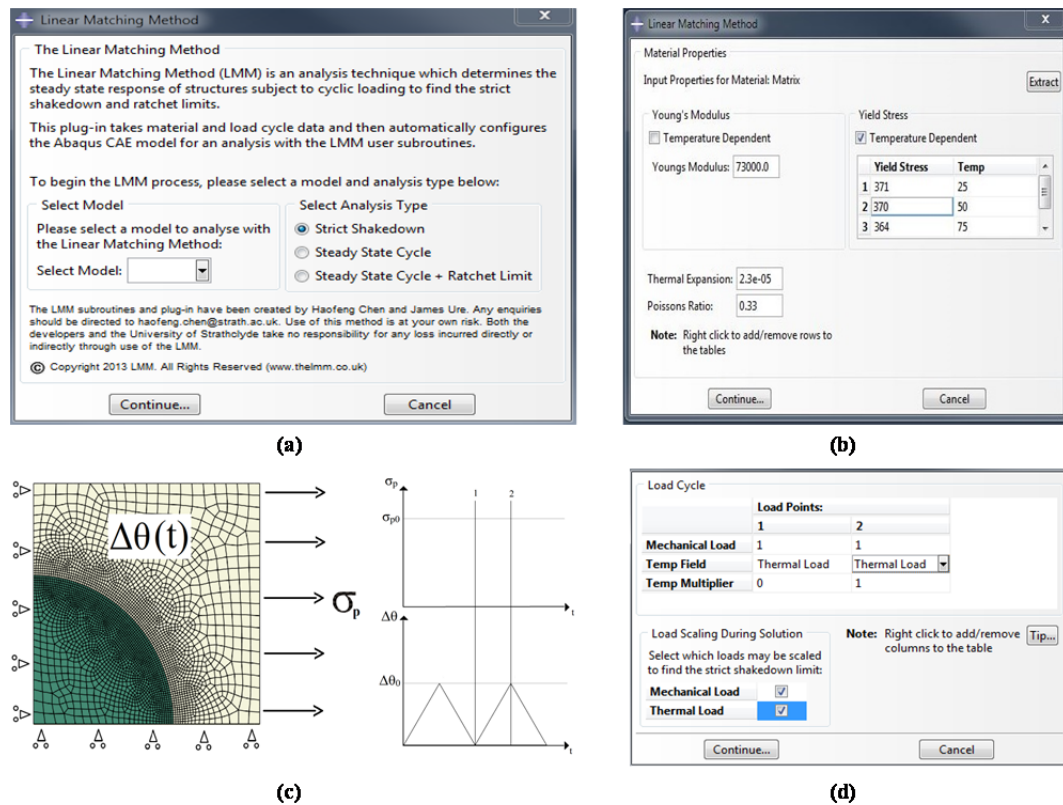 Linear Matching Method
X
The Linear Matching Method
The Linear Matching Method (LMM) is an analysis technique which determines the
steady state response of structures subject to cyclic loading to find the strict
shakedown and ratchet limits.
This plug-in takes material and load cycle data and then automatically configures
the Abaqus CAE model for an analysis with the LMM user subroutines.
To begin the LMM process, please select a model and analysis type below:
Select Model
Please select a model to analyse with
the Linear Matching Method:
Select Model:
Select Analysis Type
Strict Shakedown
Steady State Cycle
Steady State Cycle + Ratchet Limit
The LMM subroutines and plug-in have been created by Haofeng Chen and James Ure. Any enquiries
should be directed to haofeng.chen@strath.ac.uk. Use of this method is at your own risk. Both the
developers and the University of Strathclyde take no responsibility for any loss incurred directly or
indirectly through use of the LMM.
© Copyright 2013 LMM. All Rights Reserved (www.thelmm.co.uk)
Continue... Cancel
(a)
Linear Matching Method
X
Material Properties
Input Properties for Material: Matrix
Extract
Young's Modulus
Temperature Dependent
Youngs Modulus: 73000.0
Yield Stress
Temperature Dependent
Yield Stress Temp
1 371 25
2 370 50
3 364 75
Thermal Expansion: 2.3e-05
Poissons Ratio: 0.33
Note: Right click to add/remove rows to
the tables
Continue... Cancel
(b)
Δθ(t)
σp
σp
1 2
σp0
t
Δθ
Δθ0
t
(c)
Load Cycle
Load Points:
1 2
Mechanical Load 1 1
Temp Field Thermal Load Thermal Load
Temp Multiplier 0 1
Load Scaling During Solution
Select which loads may be scaled
to find the strict shakedown limit:
Mechanical Load
Thermal Load
Note: Right click to add/remove
columns to the table
Tip...
Continue... Cancel
(d)